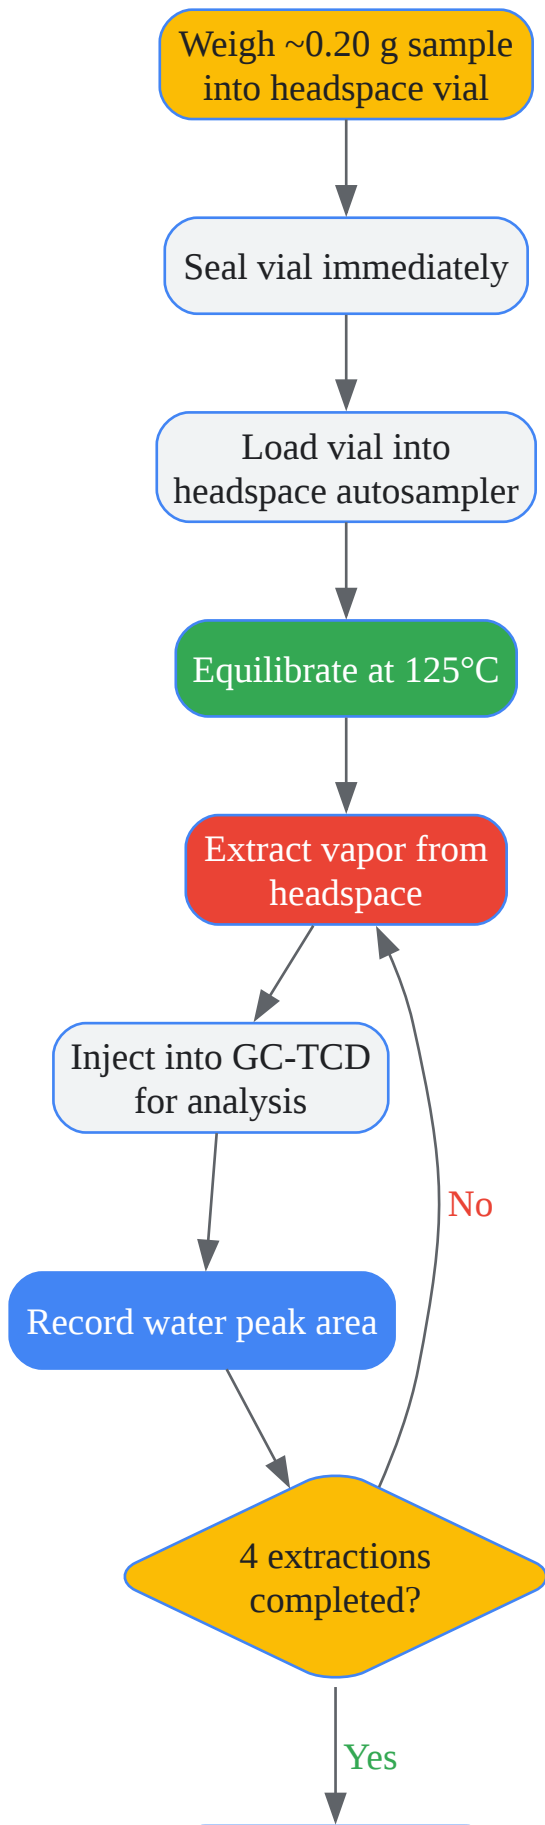 Weigh ~0.20 g sample
into headspace vial
Seal vial immediately
Load vial into
headspace autosampler
Equilibrate at 125°C
Extract vapor from
headspace
Inject into GC-TCD
for analysis
No
Record water peak area
4 extractions
completed?
Yes